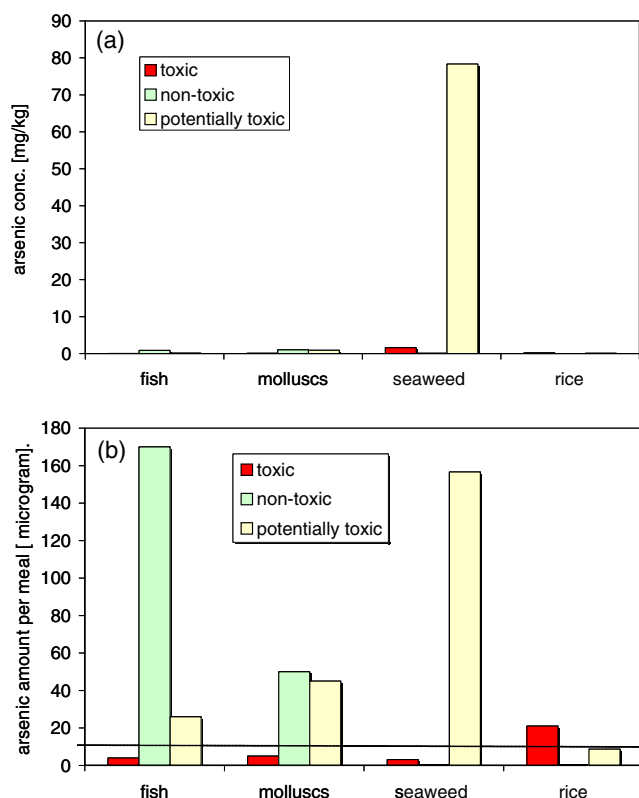 (a)
toxic
non-toxic
potentially toxic
arsenic conc. [mg/kg]
90
80
70
60
50
40
30
20
10
0
fish molluscs seaweed rice
(b)
toxic
non-toxic
potentially toxic
arsenic amount per meal [ microgram].
180
160
140
120
100
80
60
40
20
0
fish molluscs seaweed rice